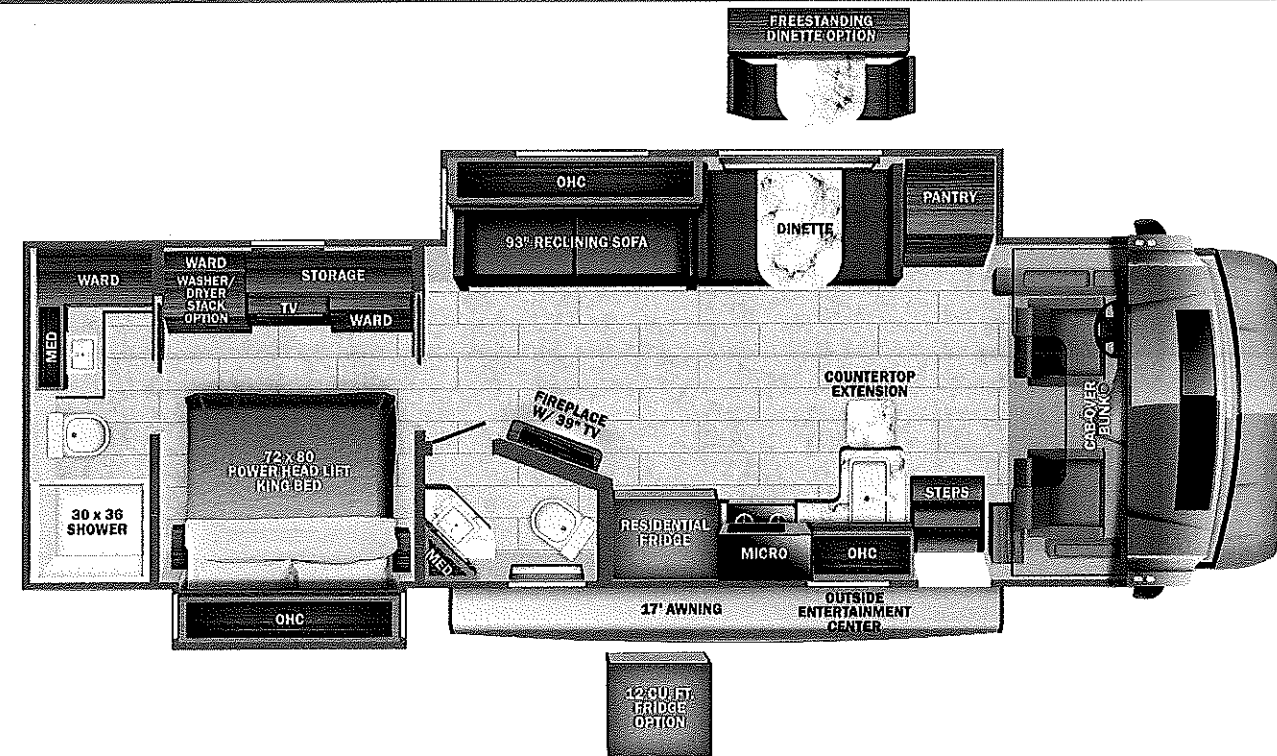 FREESTANDING
DINETTE OPTION
OHC
93" RECLINING SOFA
DINETTE
PANTRY
WARD
WARD
WASHER/
DRYER
STACK
OPTION
STORAGE
TV
WARD
MED
72 x 80
POWER HEAD LIFT
KING BED
30 x 36
SHOWER
OHC
FIREPLACE
W/ 39" TV
MED
RESIDENTIAL
FRIDGE
MICRO
OHC
COUNTERTOP
EXTENSION
STEPS
CABOVER
BUNK
17' AWNING
OUTSIDE
ENTERTAINMENT
CENTER
12 CU. FT.
FRIDGE
OPTION